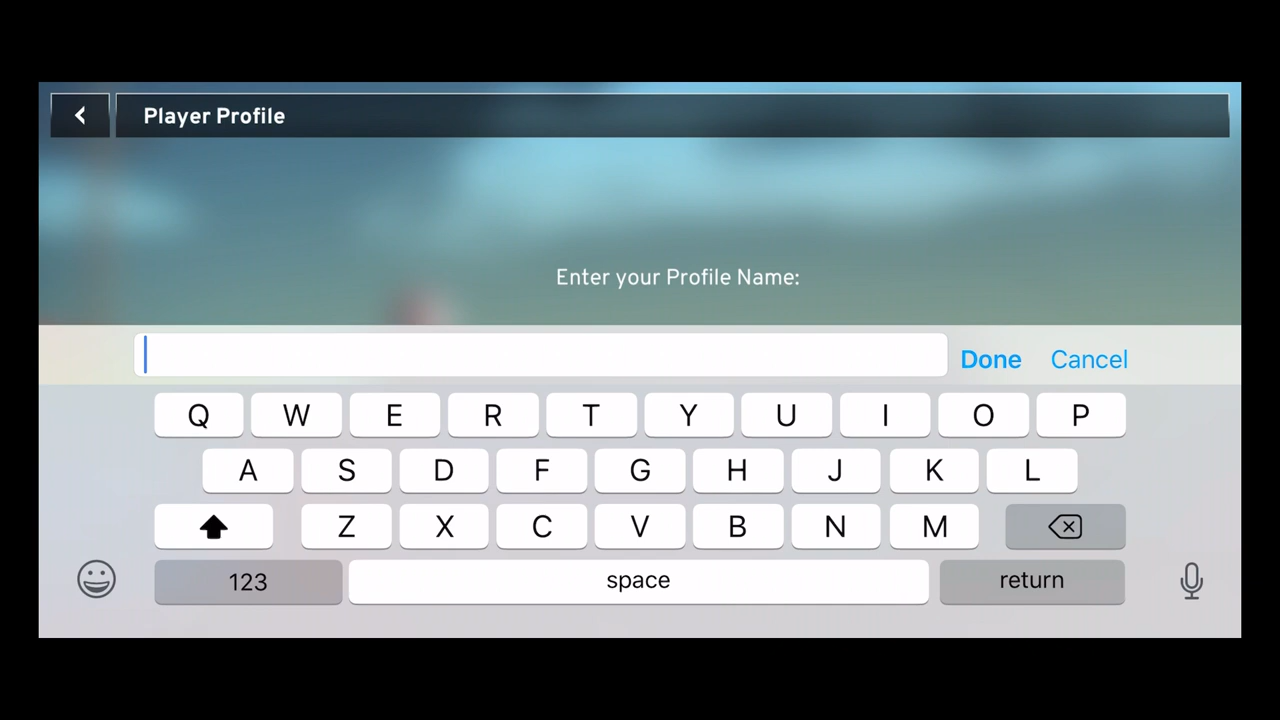 Player Profile
Enter your Profile Name:
Done Cancel
Q W E R T Y U I O P
A S D F G H J K L
Z X C V B N M
123 space return